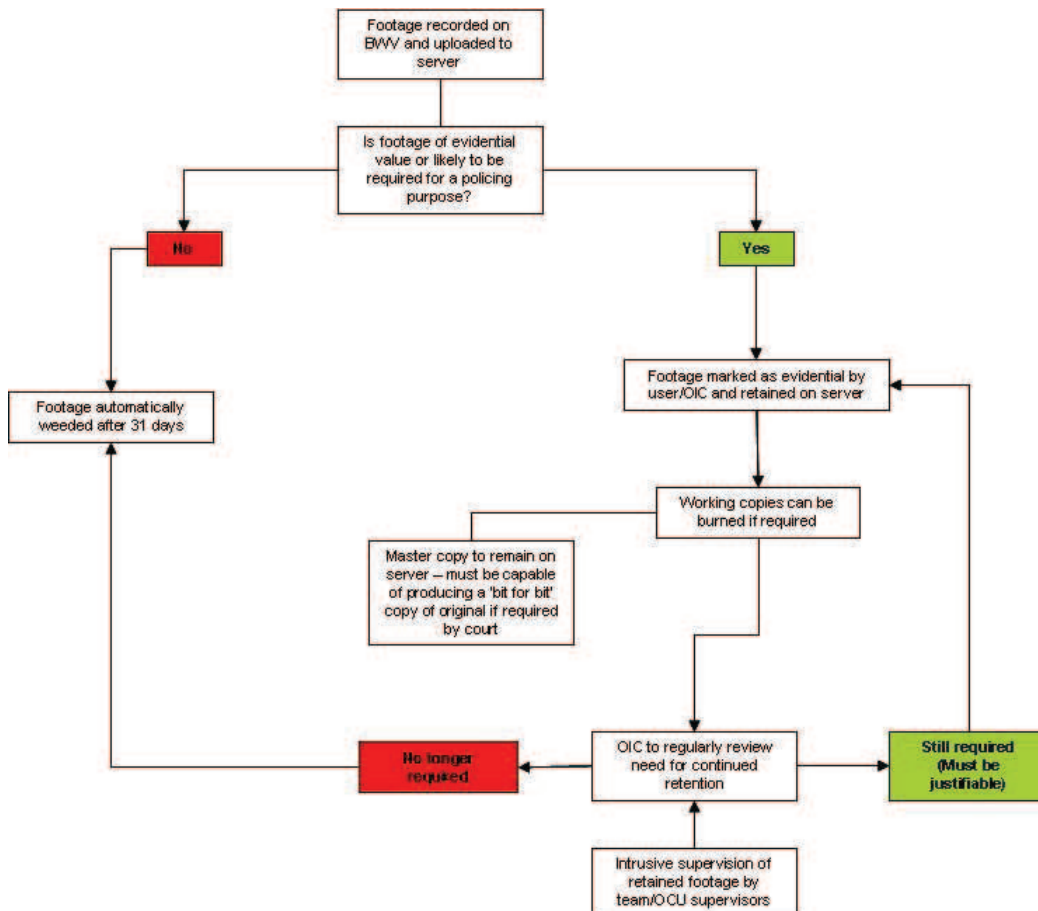 Footage recorded on
BWV and uploaded to
server
Is footage of evidential
value or likely to be
required for a policing
purpose?
No
Yes
Footage marked as evidential by
user/OIC and retained on server
Footage automatically
weeded after 31 days
Working copies can be
burned if required
Master copy to remain on
server – must be capable
of producing a 'bit for bit'
copy of original if required
by court
No longer
required
OIC to regularly review
need for continued
retention
Still required
(Must be
justifiable)
Intrusive supervision of
retained footage by
team/OCU supervisors